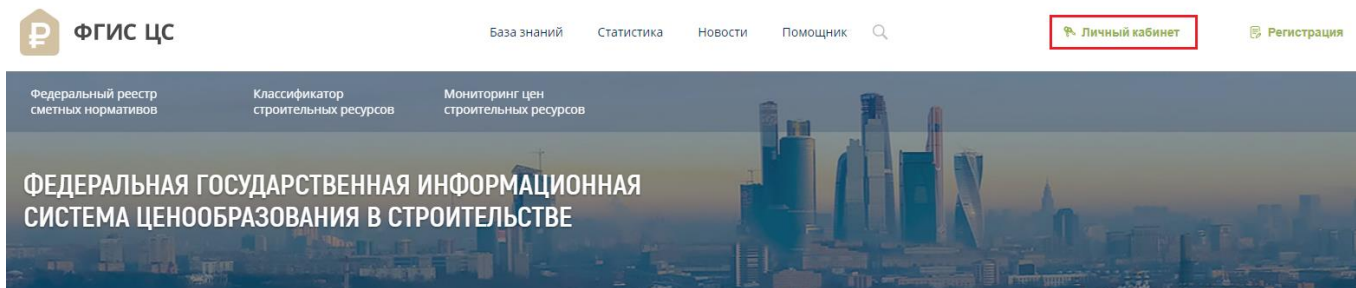 ФГИС ЦС
База знаний
Статистика
Новости
Помощник
Личный кабинет
Регистрация
Федеральный реестр
сметных нормативов
Классификатор
строительных ресурсов
Мониторинг цен
строительных ресурсов
ФЕДЕРАЛЬНАЯ ГОСУДАРСТВЕННАЯ ИНФОРМАЦИОННАЯ
СИСТЕМА ЦЕНООБРАЗОВАНИЯ В СТРОИТЕЛЬСТВЕ